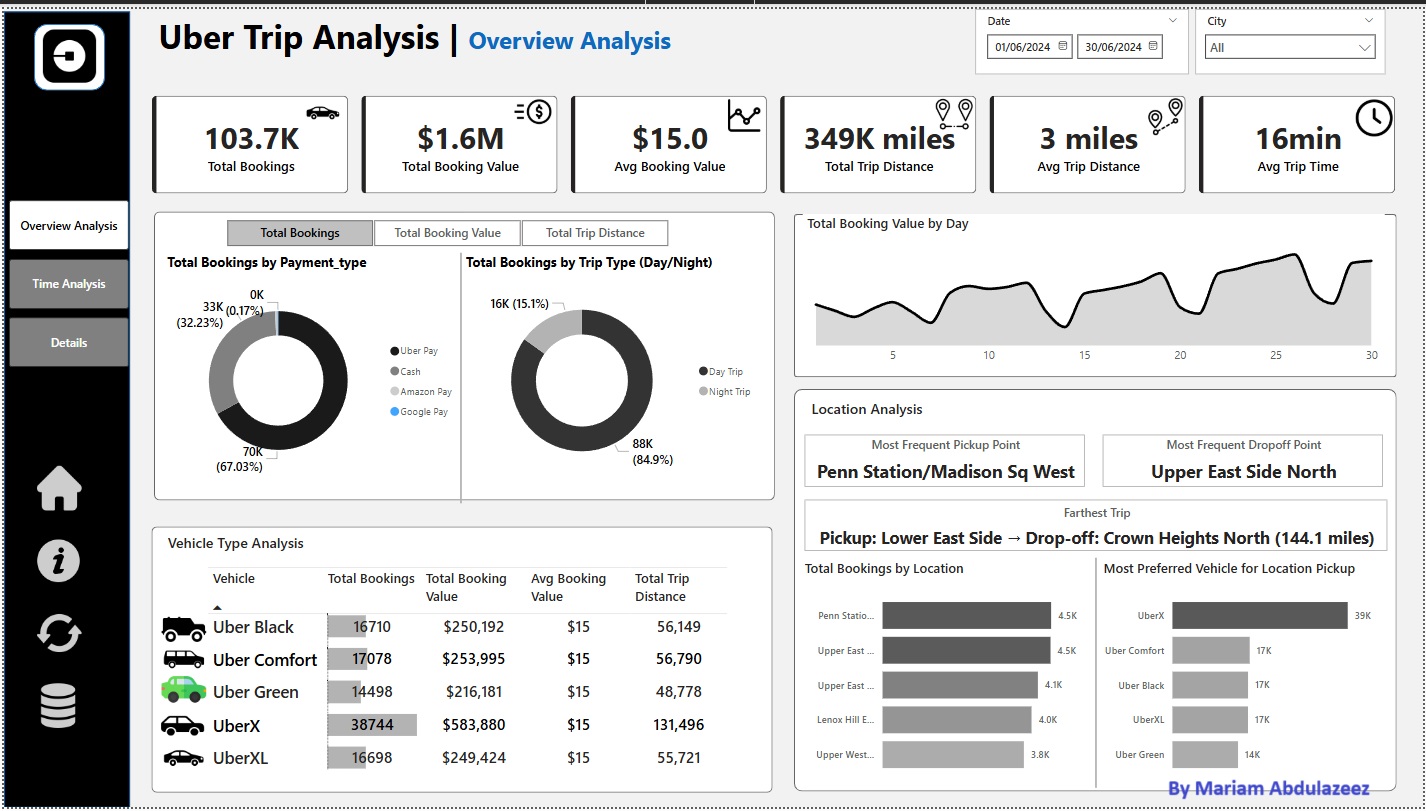 Uber Trip Analysis | Overview Analysis
Date
01/06/2024 30/06/2024
City
All
103.7K
Total Bookings
$1.6M
Total Booking Value
$15.0
Avg Booking Value
349K miles
Total Trip Distance
3 miles
Avg Trip Distance
16min
Avg Trip Time
Overview Analysis
Time Analysis
Details
Total Bookings Total Booking Value Total Trip Distance
Total Bookings by Payment_type
0K
(0.17%)
33K
(32.23%)
70K
(67.03%)
Uber Pay
Cash
Amazon Pay
Google Pay
Total Bookings by Trip Type (Day/Night)
16K (15.1%)
88K
(84.9%)
Day Trip
Night Trip
Total Booking Value by Day
5 10 15 20 25 30
Vehicle Type Analysis
Vehicle Total Bookings Total Booking Value Avg Booking Value Total Trip Distance
Uber Black 16710 $250,192 $15 56,149
Uber Comfort 17078 $253,995 $15 56,790
Uber Green 14498 $216,181 $15 48,778
UberX 38744 $583,880 $15 131,496
UberXL 16698 $249,424 $15 55,721
Location Analysis
Most Frequent Pickup Point
Penn Station/Madison Sq West
Most Frequent Dropoff Point
Upper East Side North
Farthest Trip
Pickup: Lower East Side → Drop-off: Crown Heights North (144.1 miles)
Total Bookings by Location
Penn Statio... 4.5K
Upper East ... 4.5K
Upper East ... 4.1K
Lenox Hill E... 4.0K
Upper West... 3.8K
Most Preferred Vehicle for Location Pickup
UberX 39K
Uber Comfort 17K
Uber Black 17K
UberXL 17K
Uber Green 14K
By Mariam Abdulazeez